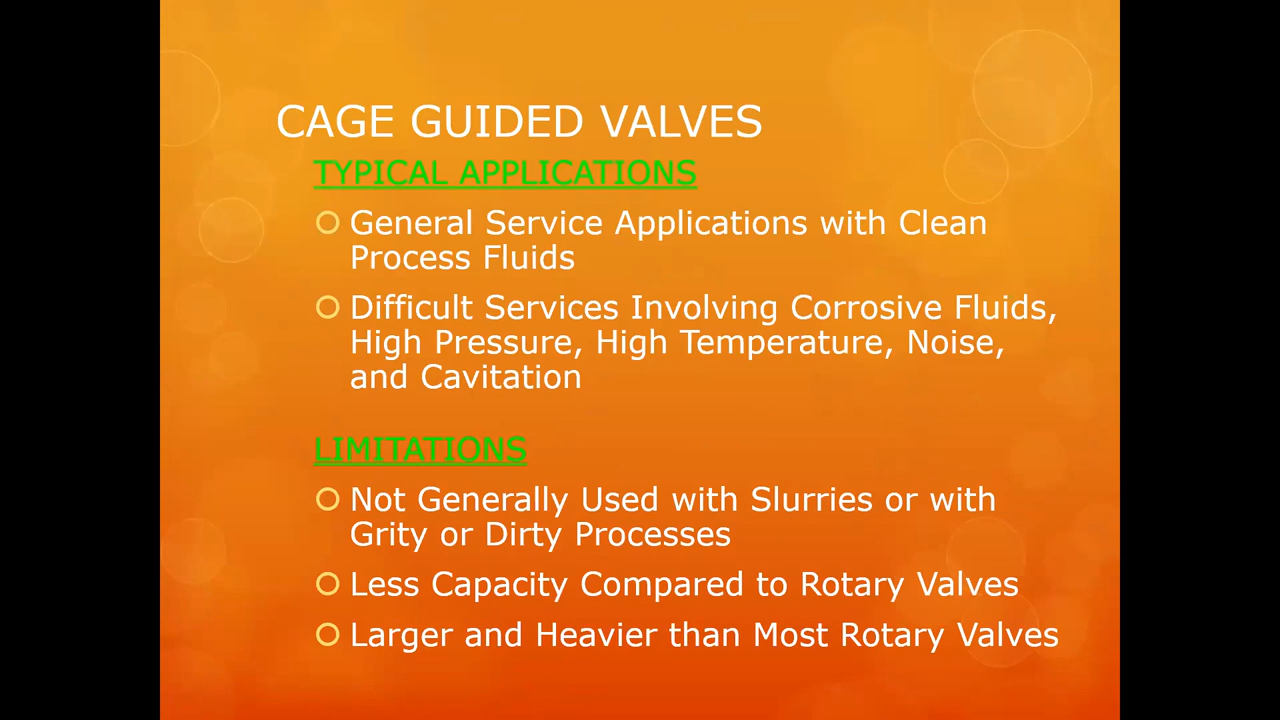 CAGE GUIDED VALVES
TYPICAL APPLICATIONS
General Service Applications with Clean
Process Fluids
Difficult Services Involving Corrosive Fluids,
High Pressure, High Temperature, Noise,
and Cavitation
LIMITATIONS
Not Generally Used with Slurries or with
Grity or Dirty Processes
Less Capacity Compared to Rotary Valves
Larger and Heavier than Most Rotary Valves